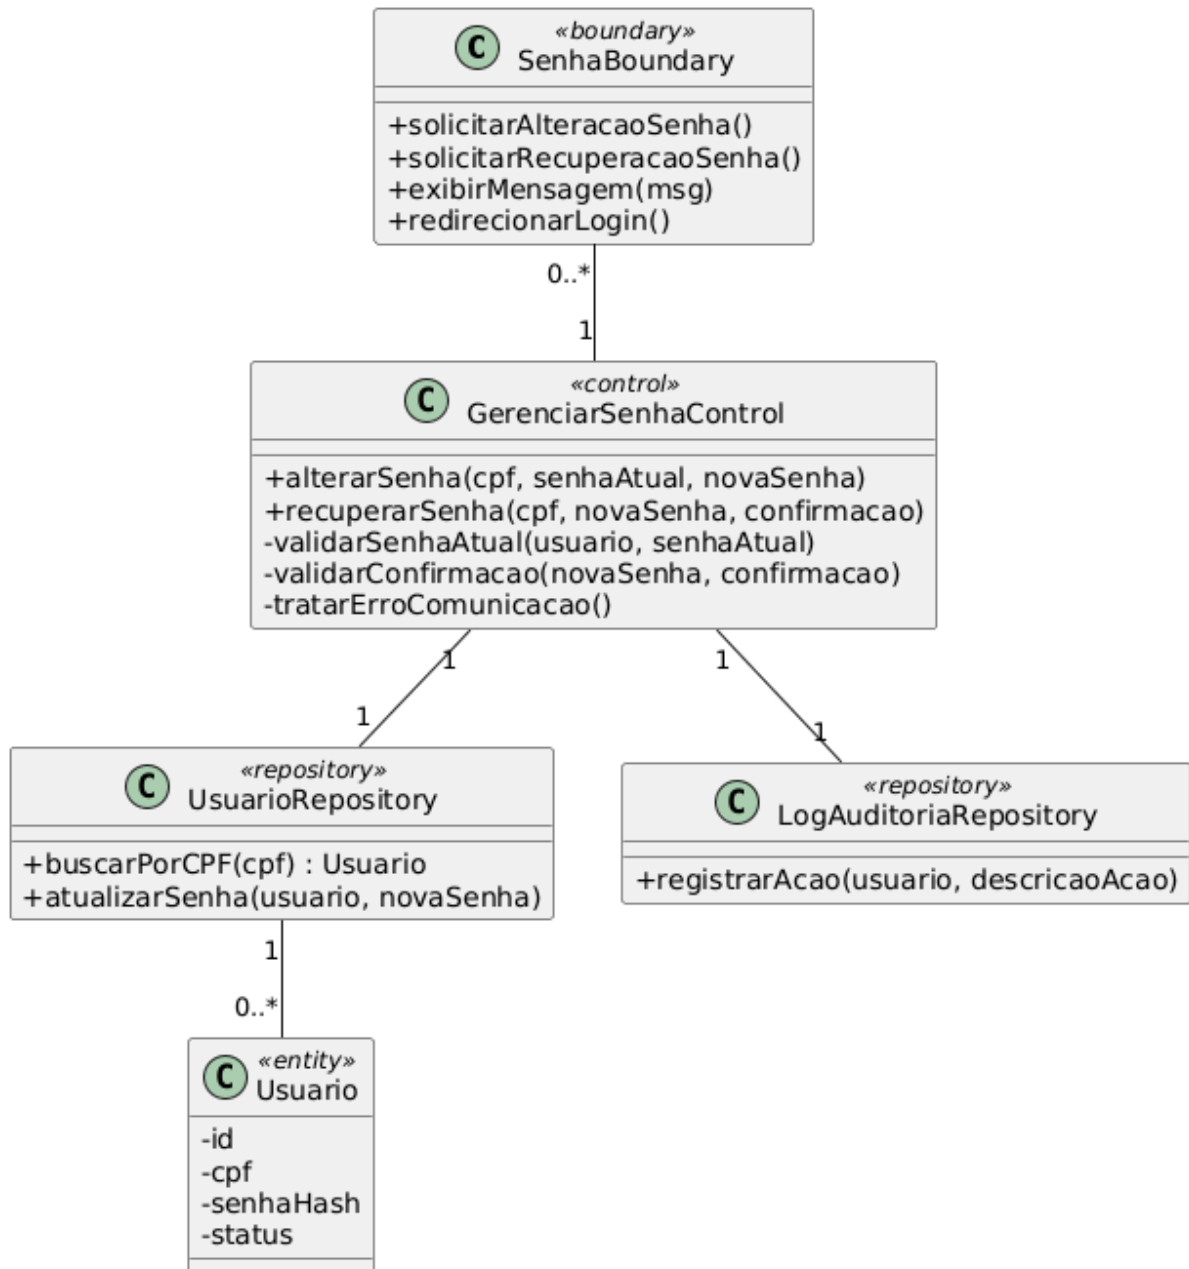 C
«boundary»
SenhaBoundary
+solicitarAlteracaoSenha()
+solicitarRecuperacaoSenha()
+exibirMensagem(msg)
+redirecionarLogin()
0..*
1
C
«control»
GerenciarSenhaControl
+alterarSenha(cpf, senhaAtual, novaSenha)
+recuperarSenha(cpf, novaSenha, confirmacao)
-validarSenhaAtual(usuario, senhaAtual)
-validarConfirmacao(novaSenha, confirmacao)
-tratarErroComunicacao()
1
1
1
1
C
«repository»
UsuarioRepository
+buscarPorCPF(cpf) : Usuario
+atualizarSenha(usuario, novaSenha)
C
«repository»
LogAuditoriaRepository
+registrarAcao(usuario, descricaoAcao)
1
0..*
C
«entity»
Usuario
-id
-cpf
-senhaHash
-status